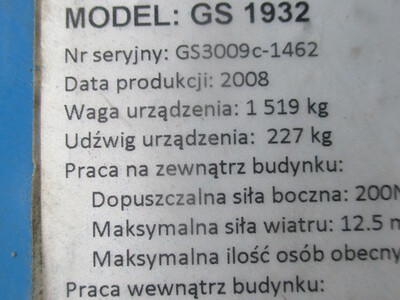 MODEL: GS 1932
Nr seryjny: GS3009c-1462
Data produkcji: 2008
Waga urządzenia: 1 519 kg
Udźwig urządzenia: 227 kg
Praca na zewnątrz budynku:
Dopuszczalna siła boczna: 200N
Maksymalna siła wiatru: 12.5 m
Maksymalna ilość osób obecny
Praca wewnątrz budynku: